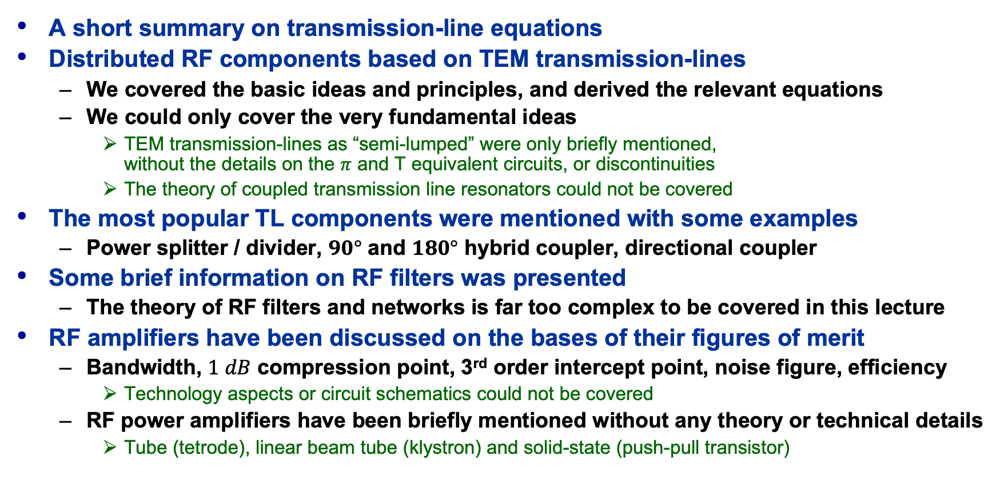 • A short summary on transmission-line equations
• Distributed RF components based on TEM transmission-lines
– We covered the basic ideas and principles, and derived the relevant equations
– We could only cover the very fundamental ideas
➢ TEM transmission-lines as “semi-lumped” were only briefly mentioned,
without the details on the 𝜋 and T equivalent circuits, or discontinuities
➢ The theory of coupled transmission line resonators could not be covered
• The most popular TL components were mentioned with some examples
– Power splitter / divider, 90° and 180° hybrid coupler, directional coupler
• Some brief information on RF filters was presented
– The theory of RF filters and networks is far too complex to be covered in this lecture
• RF amplifiers have been discussed on the bases of their figures of merit
– Bandwidth, 1 dB compression point, 3rd order intercept point, noise figure, efficiency
➢ Technology aspects or circuit schematics could not be covered
– RF power amplifiers have been briefly mentioned without any theory or technical details
➢ Tube (tetrode), linear beam tube (klystron) and solid-state (push-pull transistor)